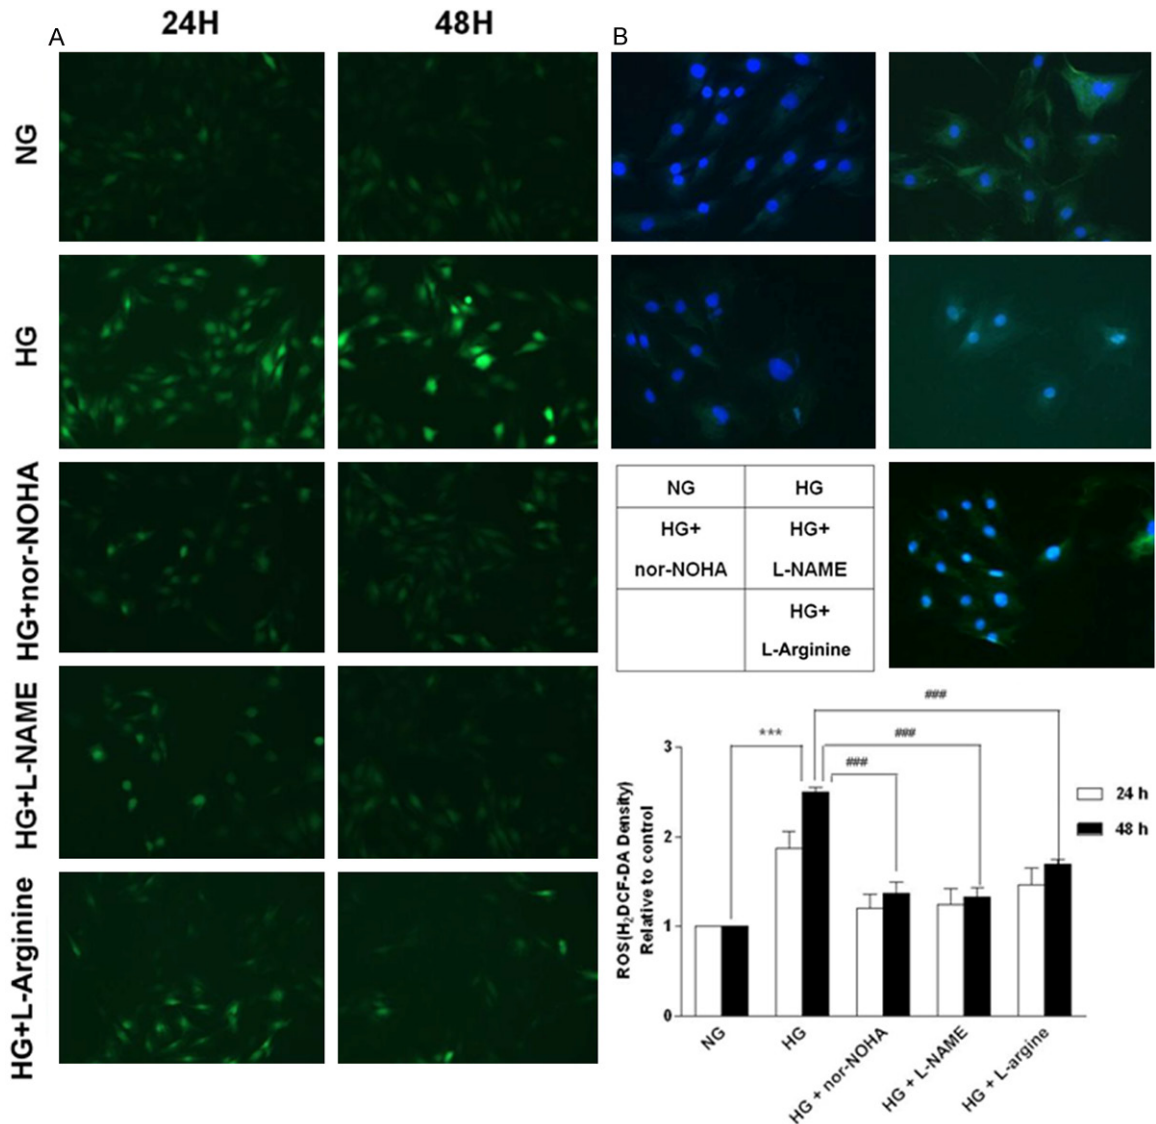 24H 48H
A B
NG
HG
HG+nor-NOHA
HG+L-NAME
HG+L-Arginine
NG HG
HG+ HG+
nor-NOHA L-NAME
HG+
L-Arginine
###
*** ###
###
3
2
1
0
ROS(H₂DCF-DA Density)
Relative to control
24 h
48 h
NG
HG
HG + nor-NOHA
HG + L-NAME
HG + L-argine